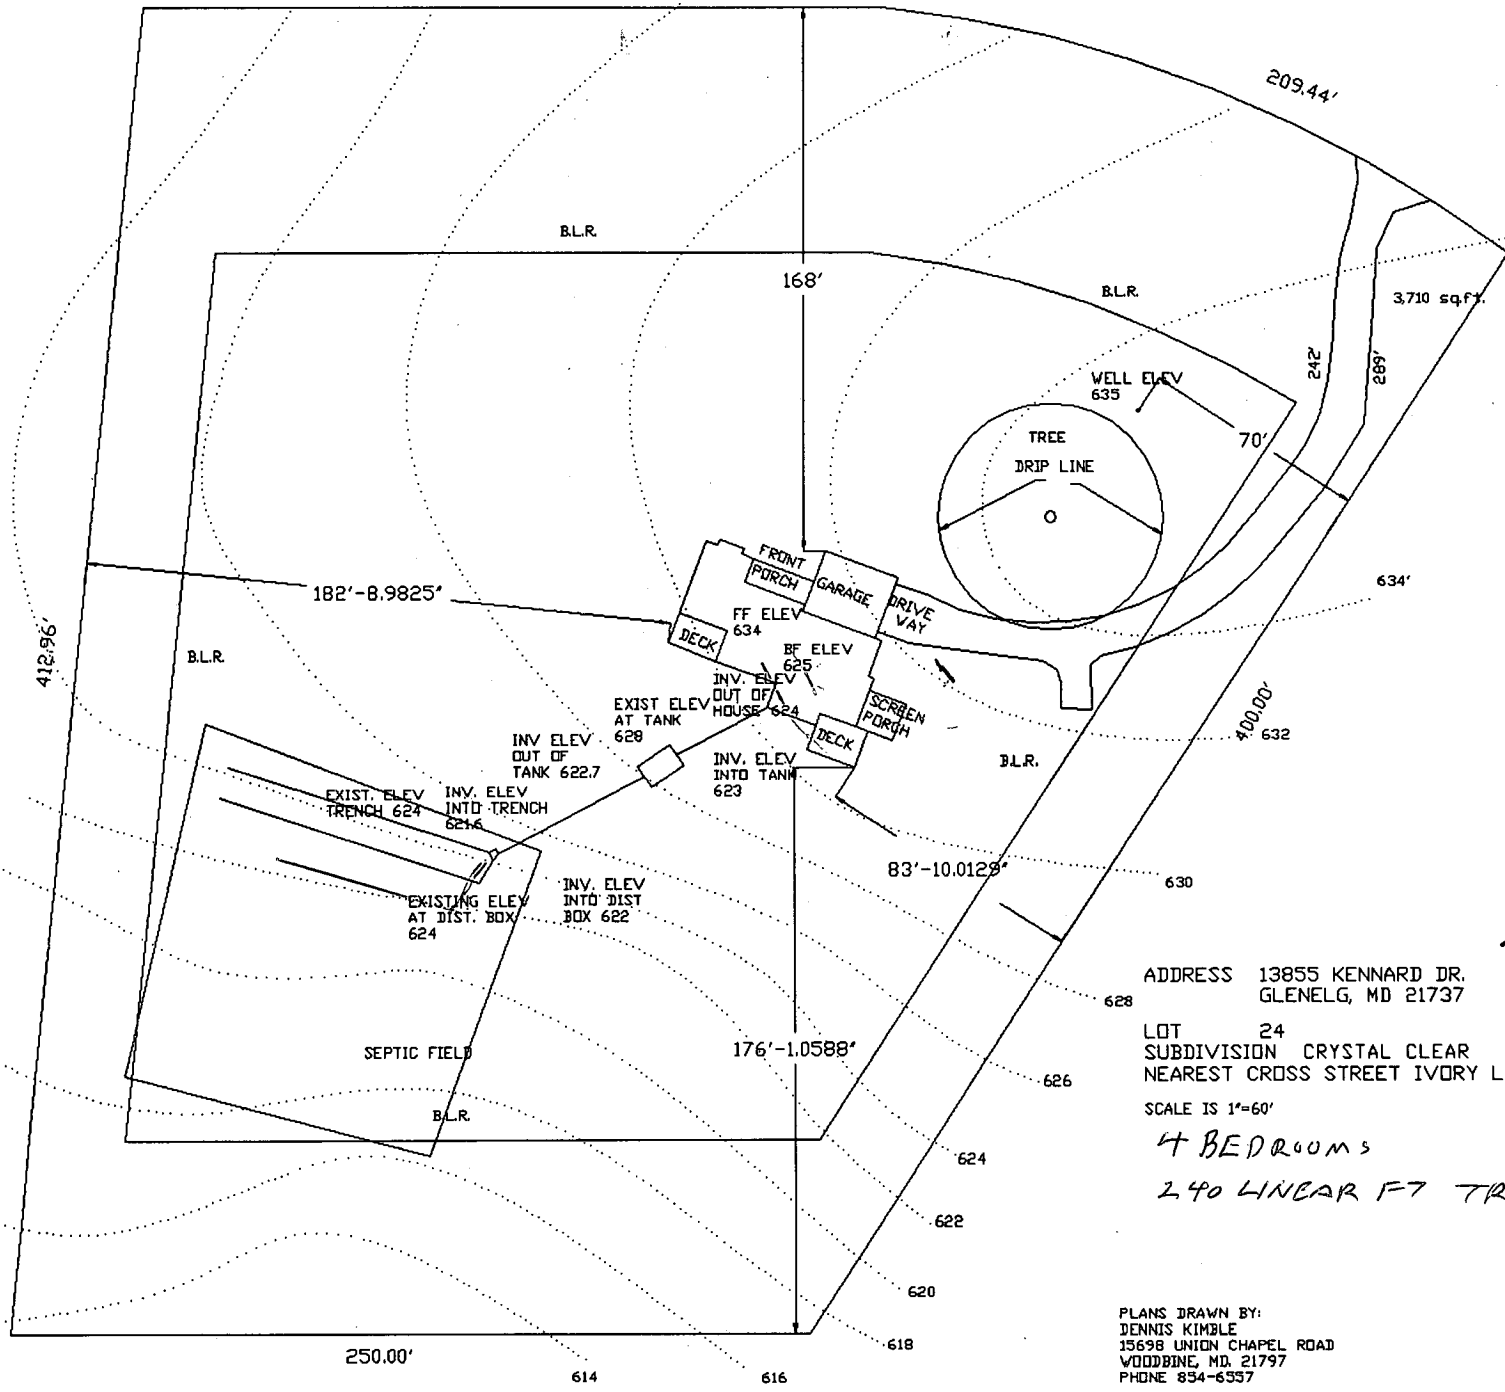 209.44'
B.L.R.
168'
B.L.R.
3,710 sq.ft.
242'
289'
WELL ELEV
635
70'
TREE
DRIP LINE
634'
FRONT
PORCH
GARAGE
DRIVE
WAY
182'-8.9825"
FF ELEV
634
DECK
BF ELEV
625
412.96'
B.L.R.
INV. ELEV
OUT OF
HOUSE 624
SCREEN
PORCH
DECK
400.00'
632
EXIST ELEV
AT TANK
628
INV ELEV
OUT OF
TANK 622.7
INV. ELEV
INTO TANK
623
B.L.R.
EXIST. ELEV
TRENCH 624
INV. ELEV
INTO TRENCH
621.6
83'-10.0129"
630
EXISTING ELEV
AT DIST. BOX
624
INV. ELEV
INTO DIST
BOX 622
628
ADDRESS 13855 KENNARD DR.
GLENELG, MD 21737
LOT 24
SUBDIVISION CRYSTAL CLEAR
NEAREST CROSS STREET IVORY L
SCALE IS 1"=60'
4 BEDROOMS
240 LINEAR FT TR
SEPTIC FIELD
176'-1.0588"
626
B.L.R.
624
622
620
618
250.00'
614
616
PLANS DRAWN BY:
DENNIS KIMBLE
15698 UNION CHAPEL ROAD
WOODBINE, MD. 21797
PHONE 854-6557